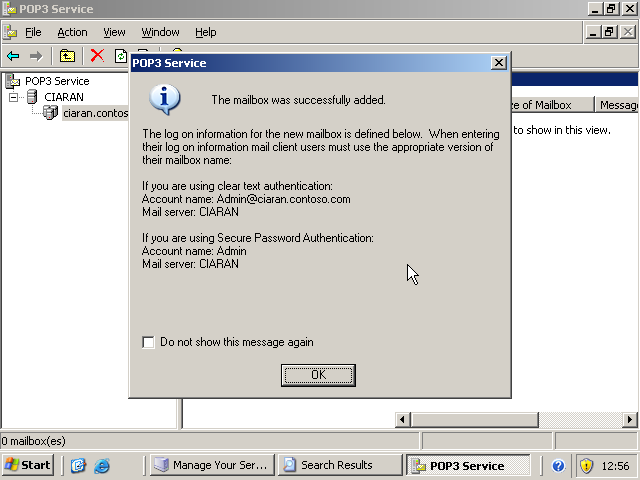 POP3 Service
File Action View Window Help
POP3 Service
CIARAN
ciaran.contos
ze of Mailbox
Messag
to show in this view.
POP3 Service
The mailbox was successfully added.
The log on information for the new mailbox is defined below. When entering
their log on information mail client users must use the appropriate version of
their mailbox name:
If you are using clear text authentication:
Account name: Admin@ciaran.contoso.com
Mail server: CIARAN
If you are using Secure Password Authentication:
Account name: Admin
Mail server: CIARAN
Do not show this message again
OK
0 mailbox(es)
Start
Manage Your Ser...
Search Results
POP3 Service
12:56